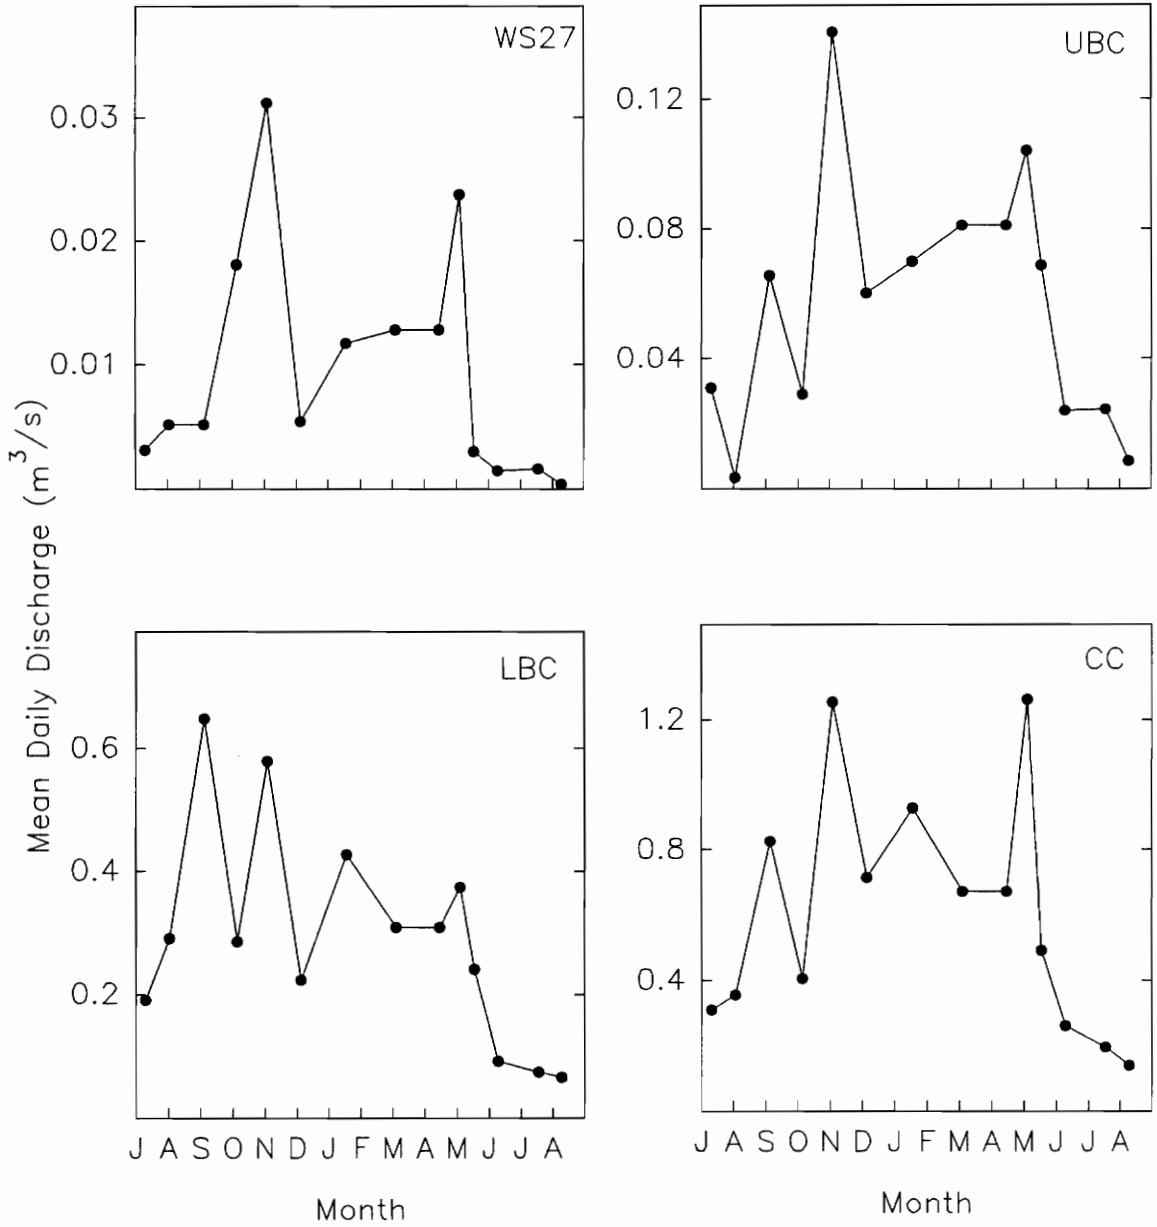 WS27
0.03
0.02
0.01
UBC
0.12
0.08
0.04
Mean Daily Discharge (m³/s)
LBC
0.6
0.4
0.2
J A S O N D J F M A M J J A
Month
CC
1.2
0.8
0.4
J A S O N D J F M A M J J A
Month